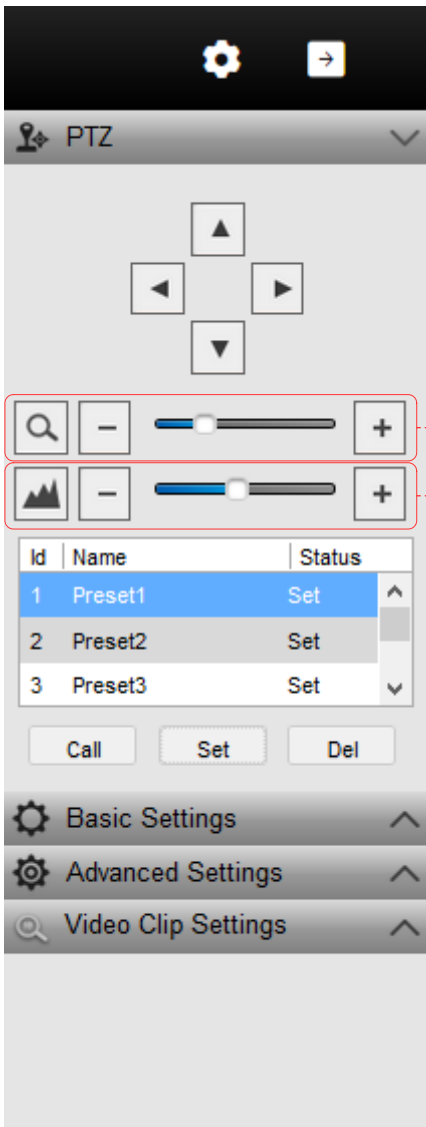 PTZ
Id Name Status
1 Preset1 Set
2 Preset2 Set
3 Preset3 Set
Call Set Del
Basic Settings
Advanced Settings
Video Clip Settings